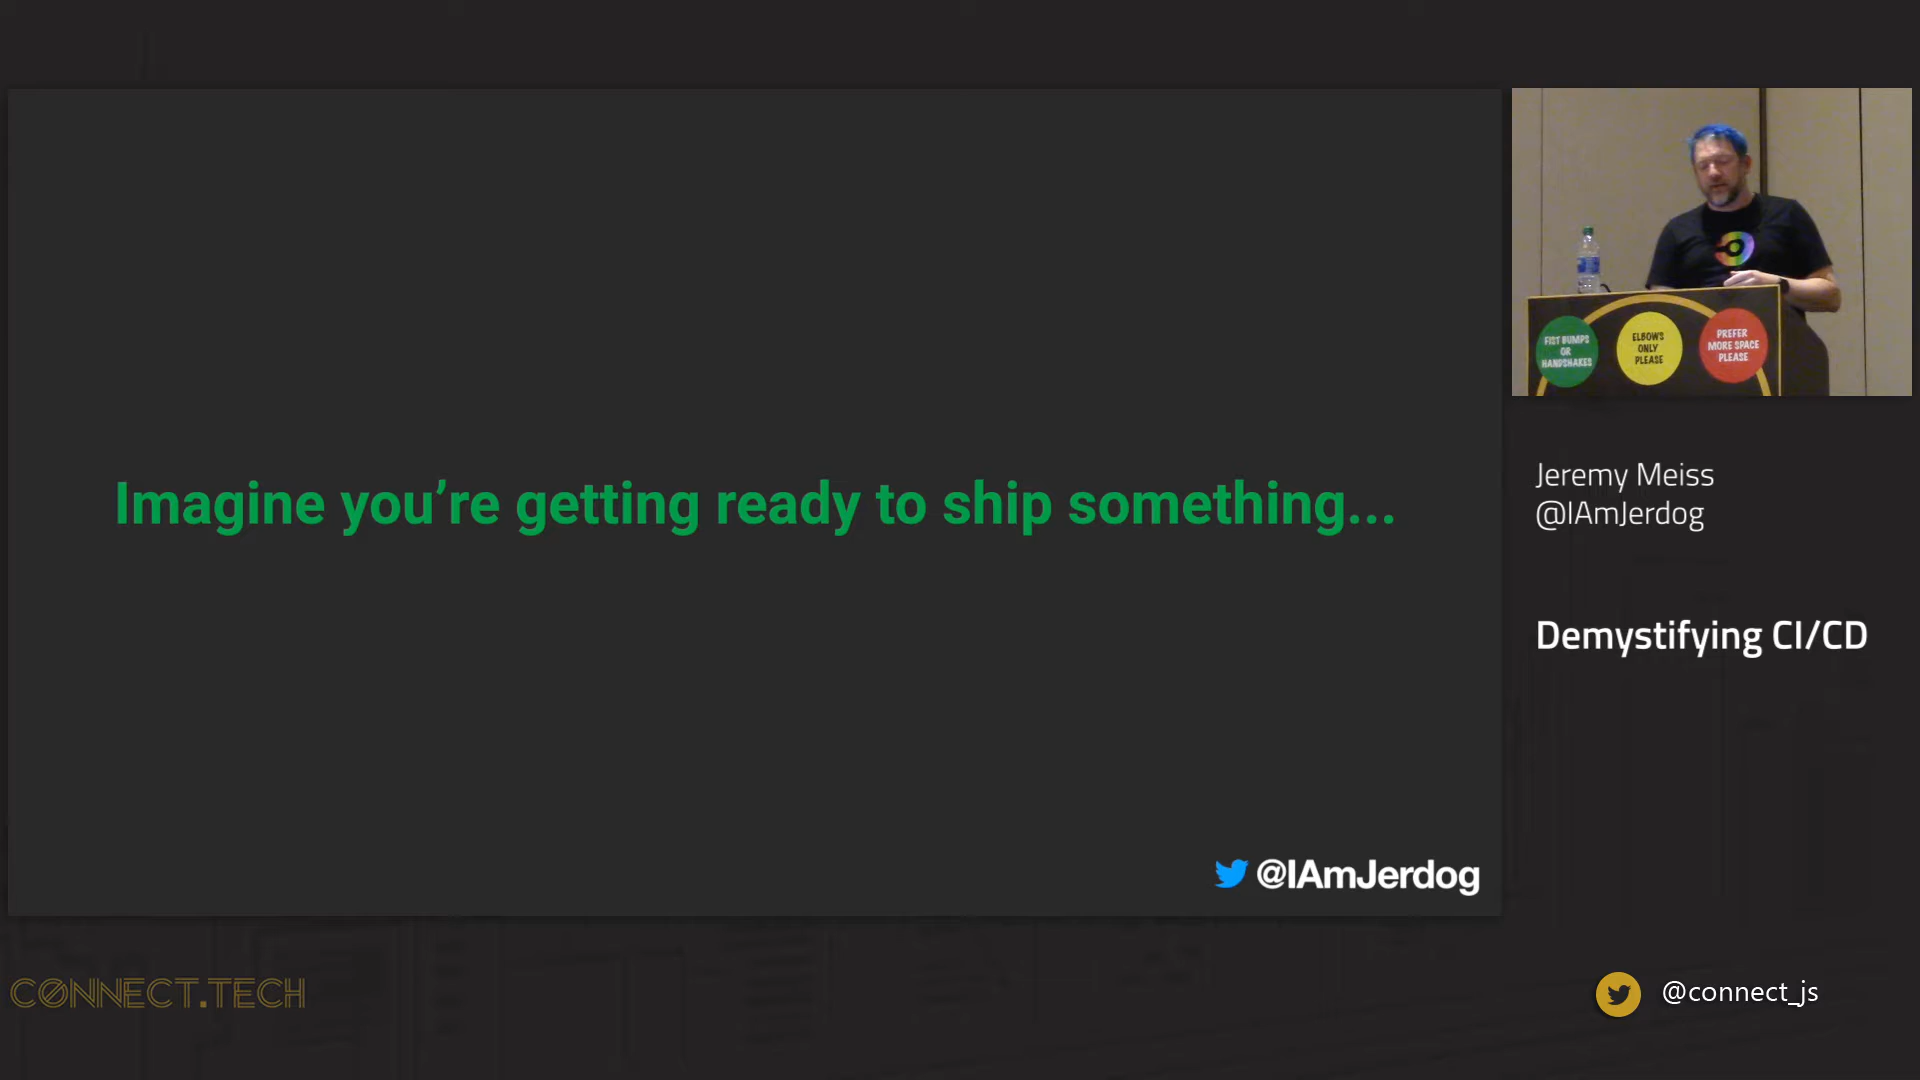 Imagine you’re getting ready to ship something...
@IAmJerdog
FIST BUMPS
OR
HANDSHAKES
ELBOWS
ONLY
PLEASE
PREFER
MORE SPACE
PLEASE
Jeremy Meiss
@IAmJerdog
Demystifying CI/CD
CONNECT.TECH
@connect_js